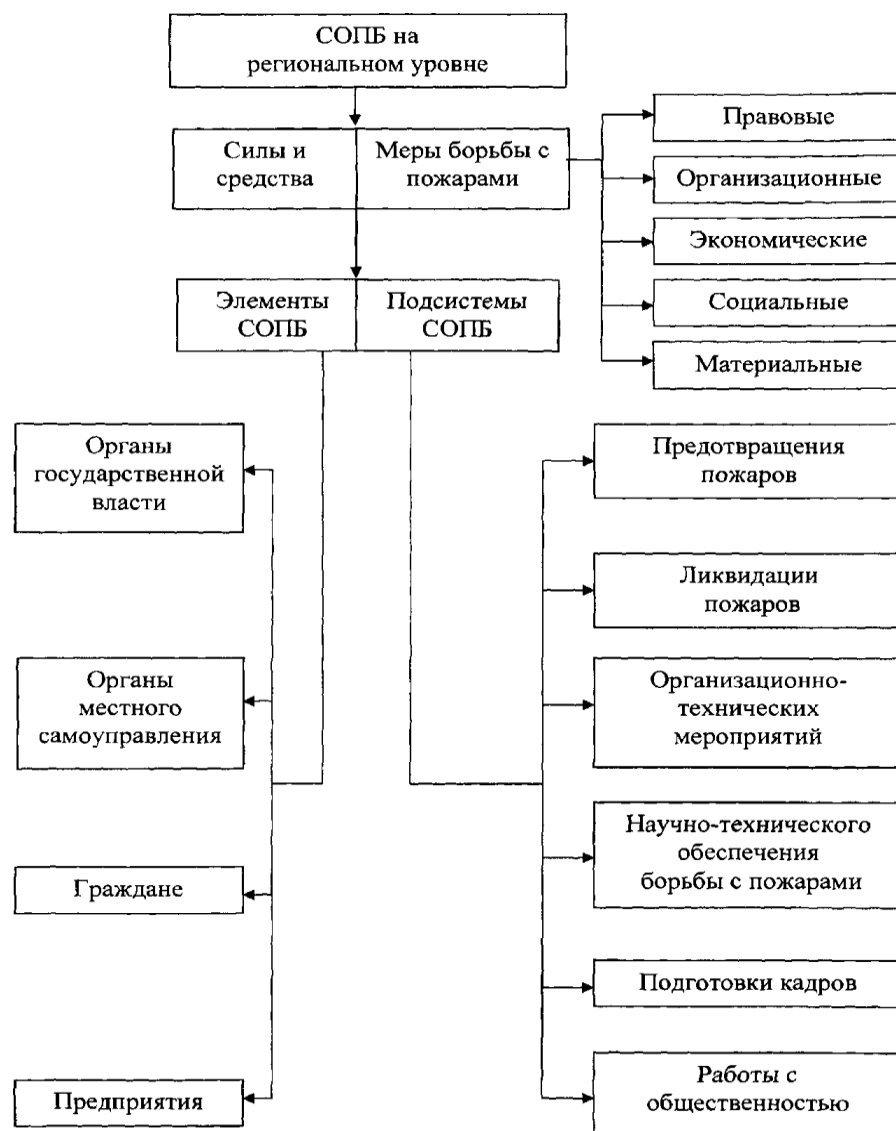 СОПБ на
региональном уровне
Силы и
средства
Меры борьбы с
пожарами
Правовые
Организационные
Экономические
Социальные
Материальные
Элементы
СОПБ
Подсистемы
СОПБ
Органы
государственной
власти
Органы
местного
самоуправления
Граждане
Предприятия
Предотвращения
пожаров
Ликвидации
пожаров
Организационно-
технических
мероприятий
Научно-технического
обеспечения
борьбы с пожарами
Подготовки кадров
Работы с
общественностью